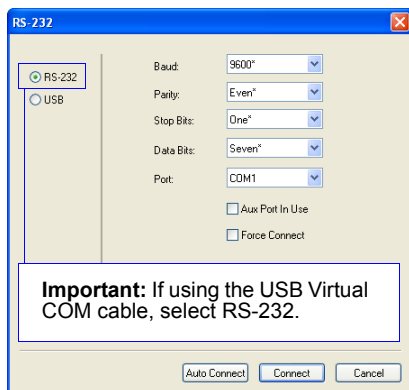 RS-232
RS-232
USB
Baud: 9600*
Parity: Even*
Stop Bits: One*
Data Bits: Seven*
Port: COM1
Aux Port In Use
Force Connect
Important: If using the USB Virtual
COM cable, select RS-232.
Auto Connect Connect Cancel